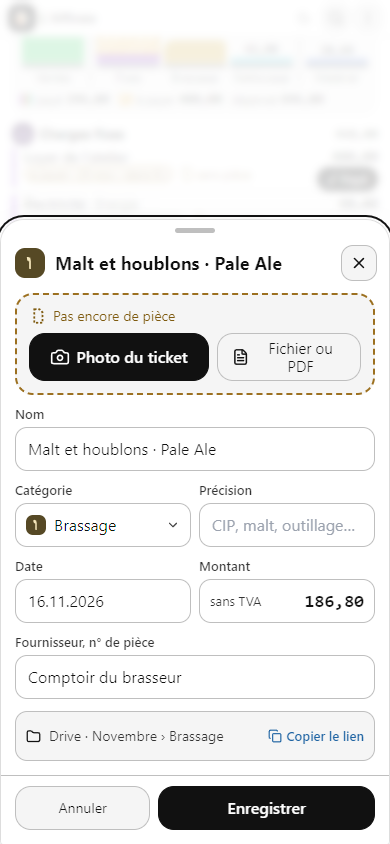 Malt et houblons · Pale Ale
Pas encore de pièce
Photo du ticket
Fichier ou
PDF
Nom
Malt et houblons · Pale Ale
Catégorie
Précision
Brassage
CIP, malt, outillage...
Date
Montant
16.11.2026
sans TVA
186,80
Fournisseur, n° de pièce
Comptoir du brasseur
Drive · Novembre › Brassage
Copier le lien
Annuler
Enregistrer